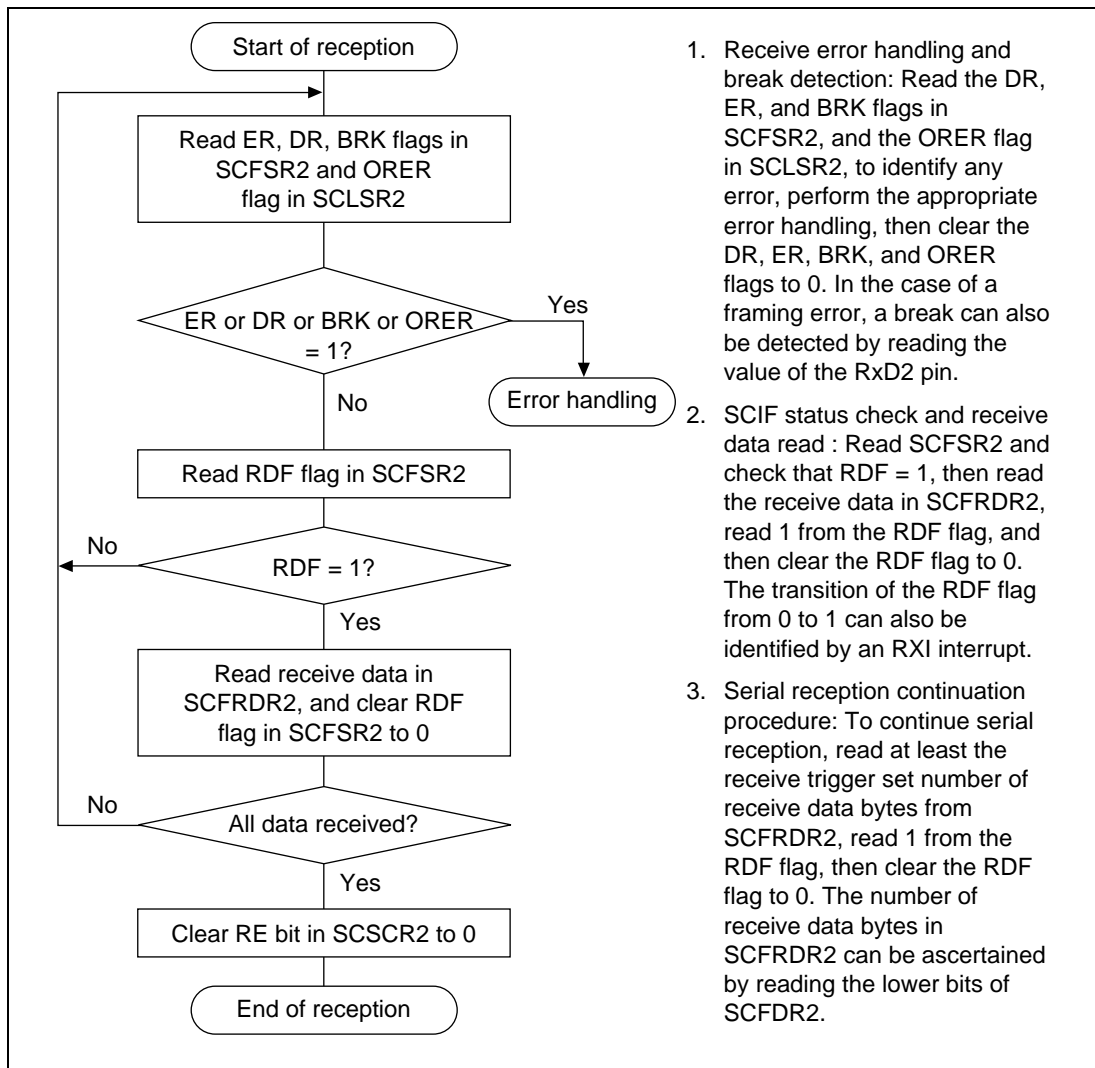 Start of reception
Read ER, DR, BRK flags in
SCFSR2 and ORER
flag in SCLSR2
ER or DR or BRK or ORER
= 1?
Yes
Error handling
No
Read RDF flag in SCFSR2
No
RDF = 1?
Yes
Read receive data in
SCFRDR2, and clear RDF
flag in SCFSR2 to 0
No
All data received?
Yes
Clear RE bit in SCSCR2 to 0
End of reception
1. Receive error handling and
break detection: Read the DR,
ER, and BRK flags in
SCFSR2, and the ORER flag
in SCLSR2, to identify any
error, perform the appropriate
error handling, then clear the
DR, ER, BRK, and ORER
flags to 0. In the case of a
framing error, a break can also
be detected by reading the
value of the RxD2 pin.
2. SCIF status check and receive
data read : Read SCFSR2 and
check that RDF = 1, then read
the receive data in SCFRDR2,
read 1 from the RDF flag, and
then clear the RDF flag to 0.
The transition of the RDF flag
from 0 to 1 can also be
identified by an RXI interrupt.
3. Serial reception continuation
procedure: To continue serial
reception, read at least the
receive trigger set number of
receive data bytes from
SCFRDR2, read 1 from the
RDF flag, then clear the RDF
flag to 0. The number of
receive data bytes in
SCFRDR2 can be ascertained
by reading the lower bits of
SCFDR2.